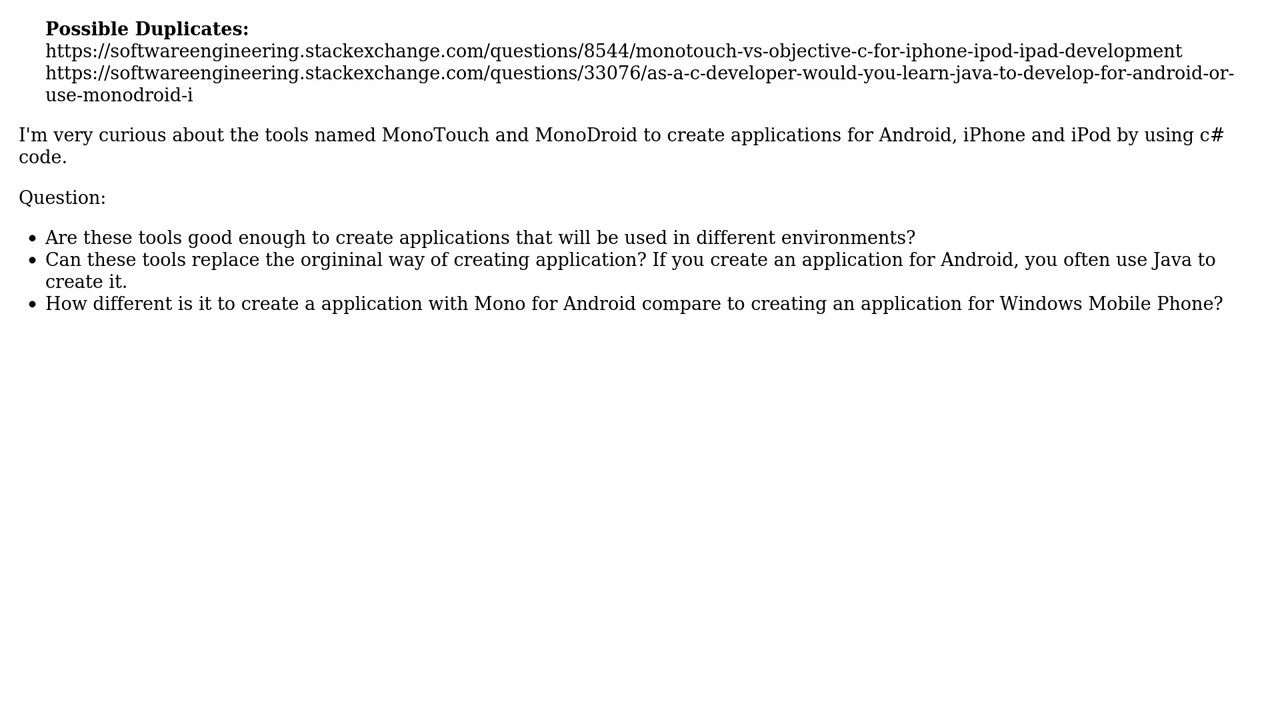 Possible Duplicates:
https://softwareengineering.stackexchange.com/questions/8544/monotouch-vs-objective-c-for-iphone-ipod-ipad-development
https://softwareengineering.stackexchange.com/questions/33076/as-a-c-developer-would-you-learn-java-to-develop-for-android-or-
use-monodroid-i
I'm very curious about the tools named MonoTouch and MonoDroid to create applications for Android, iPhone and iPod by using c#
code.
Question:
• Are these tools good enough to create applications that will be used in different environments?
• Can these tools replace the orgininal way of creating application? If you create an application for Android, you often use Java to
create it.
• How different is it to create a application with Mono for Android compare to creating an application for Windows Mobile Phone?